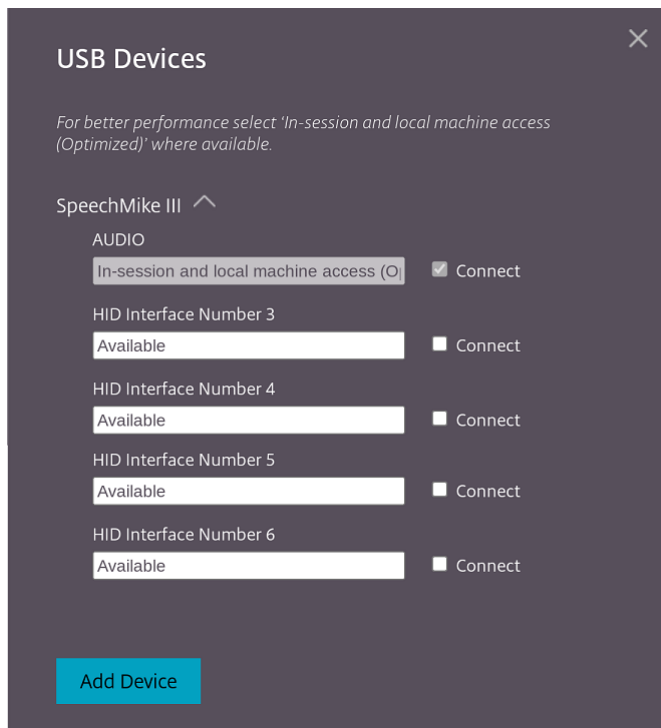 USB Devices
For better performance select 'In-session and local machine access
(Optimized)' where available.
SpeechMike III
AUDIO
In-session and local machine access (O
Connect
HID Interface Number 3
Available
Connect
HID Interface Number 4
Available
Connect
HID Interface Number 5
Available
Connect
HID Interface Number 6
Available
Connect
Add Device